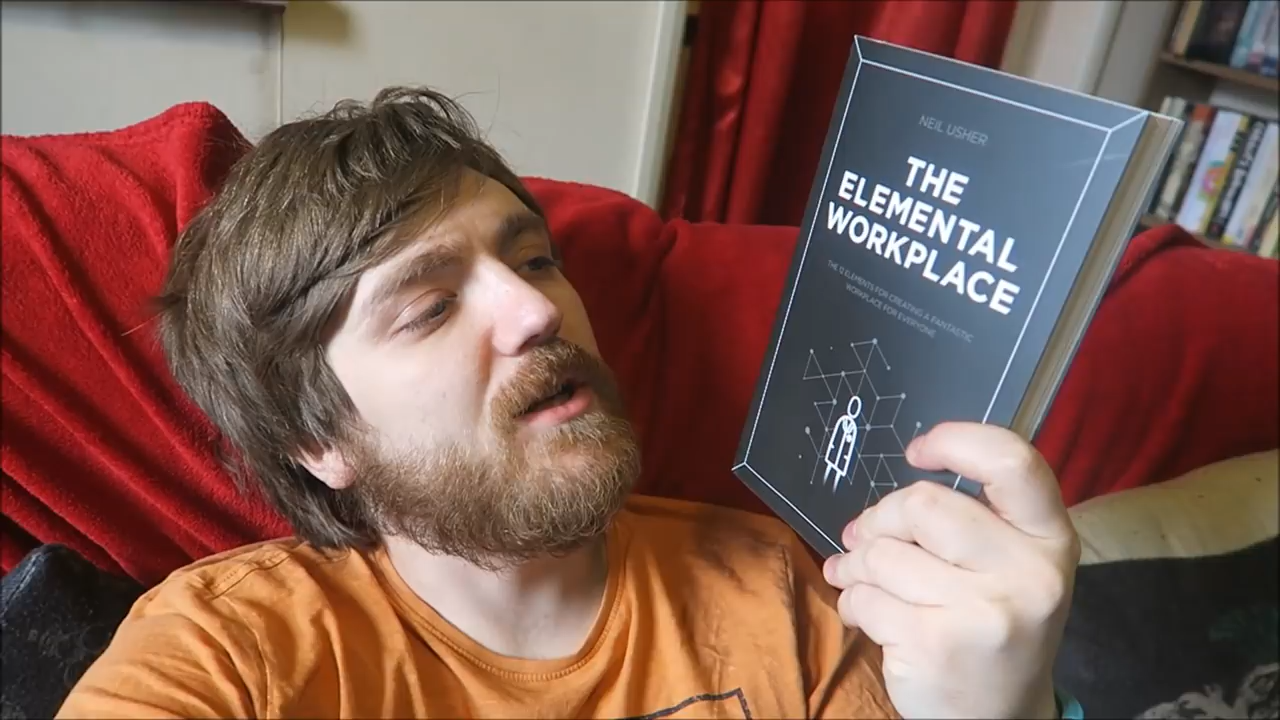 NEIL USHER
THE
ELEMENTAL
WORKPLACE
THE 12 ELEMENTS FOR CREATING A FANTASTIC
WORKPLACE FOR EVERYONE